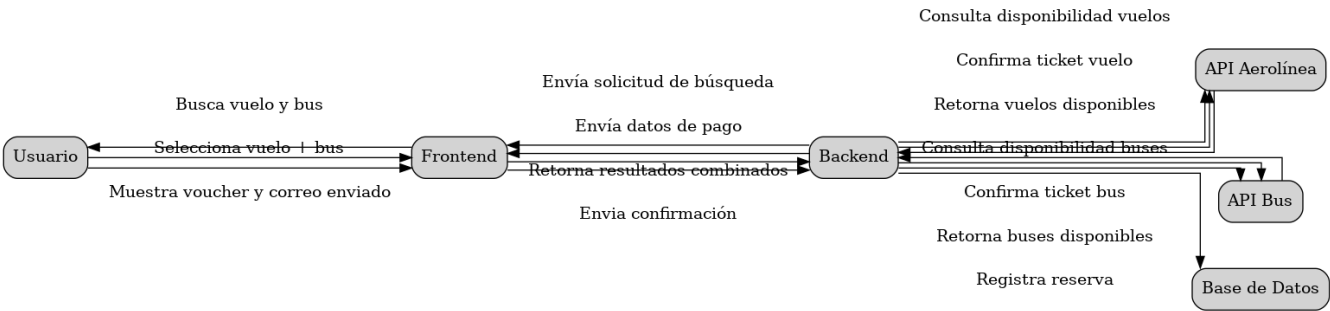 Consulta disponibilidad vuelos
Confirma ticket vuelo
API Aerolínea
Envía solicitud de búsqueda
Busca vuelo y bus
Retorna vuelos disponibles
Envía datos de pago
Usuario
Selecciona vuelo + bus
Frontend
Backend
Consulta disponibilidad buses
Retorna resultados combinados
Muestra voucher y correo enviado
Confirma ticket bus
API Bus
Envia confirmación
Retorna buses disponibles
Registra reserva
Base de Datos